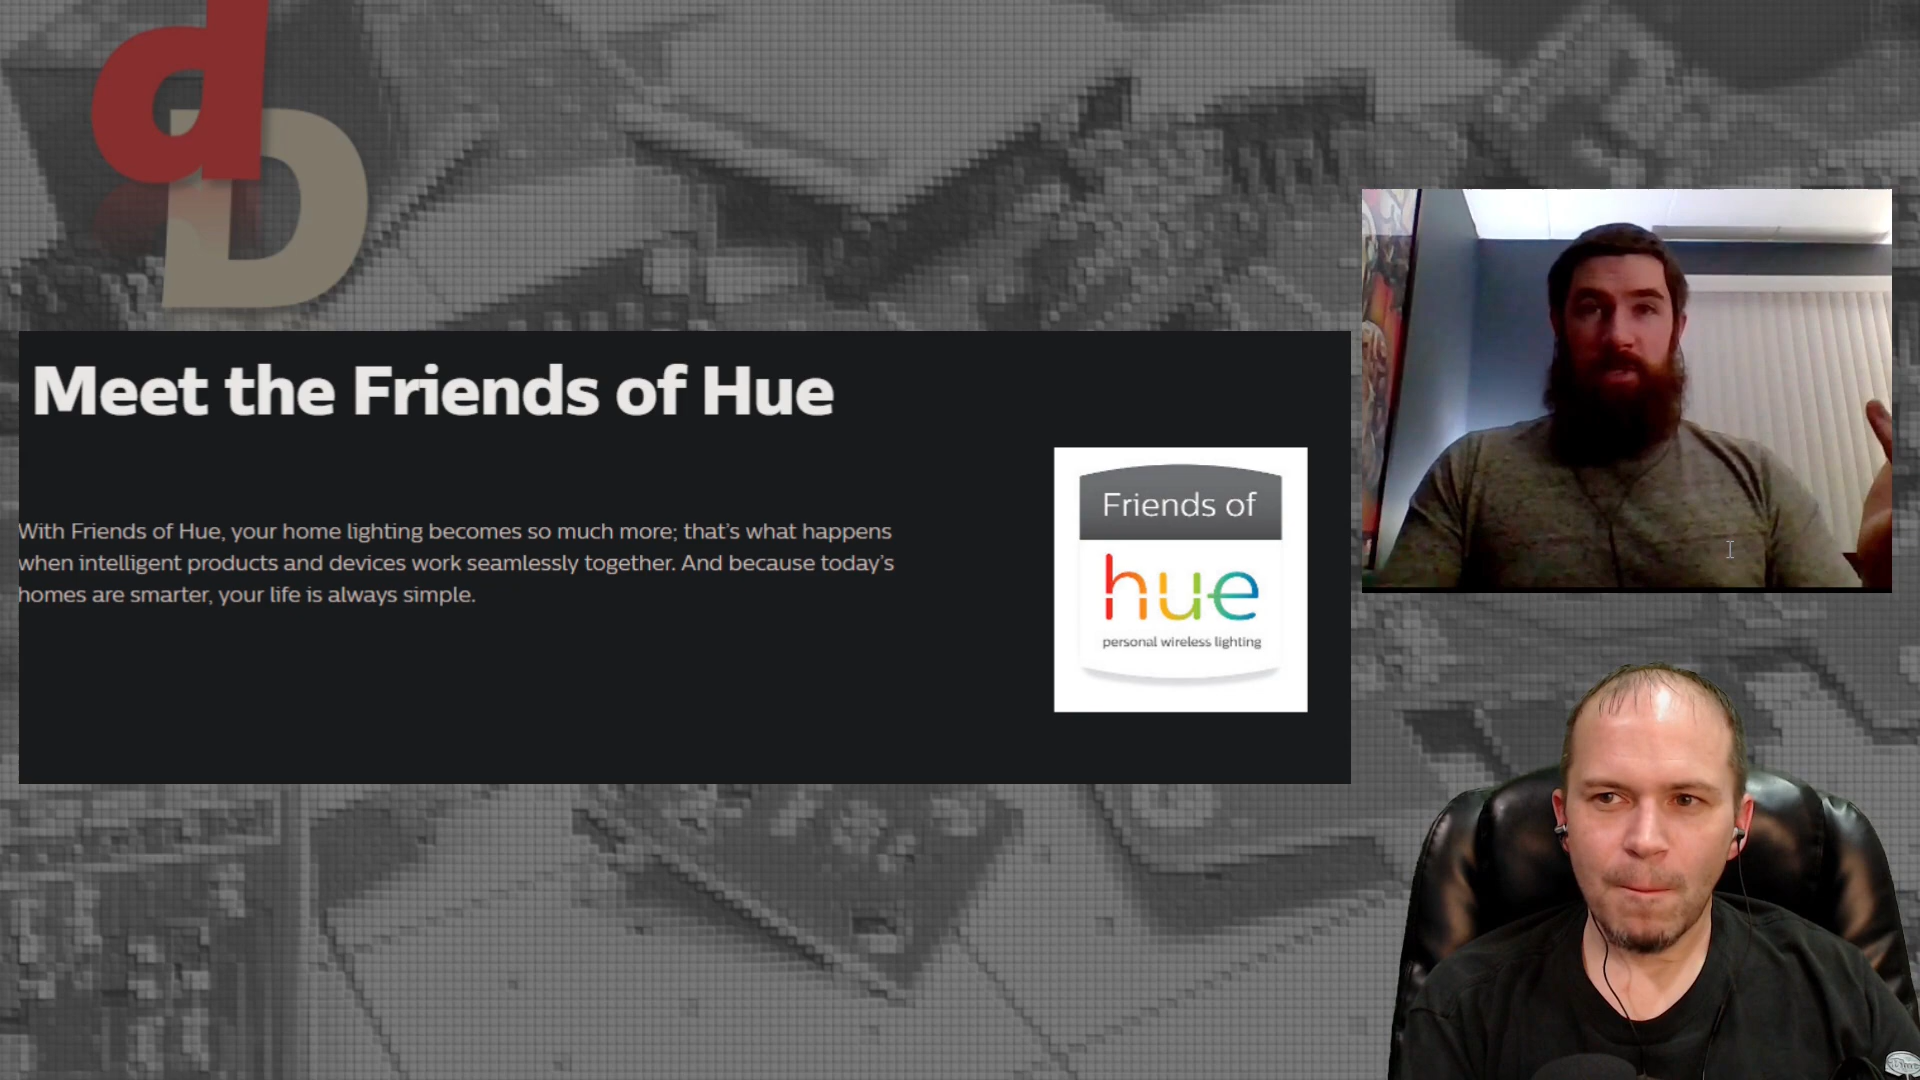 dD
Meet the Friends of Hue
With Friends of Hue, your home lighting becomes so much more; that's what happens
when intelligent products and devices work seamlessly together. And because today's
homes are smarter, your life is always simple.
Friends of
hue
personal wireless lighting